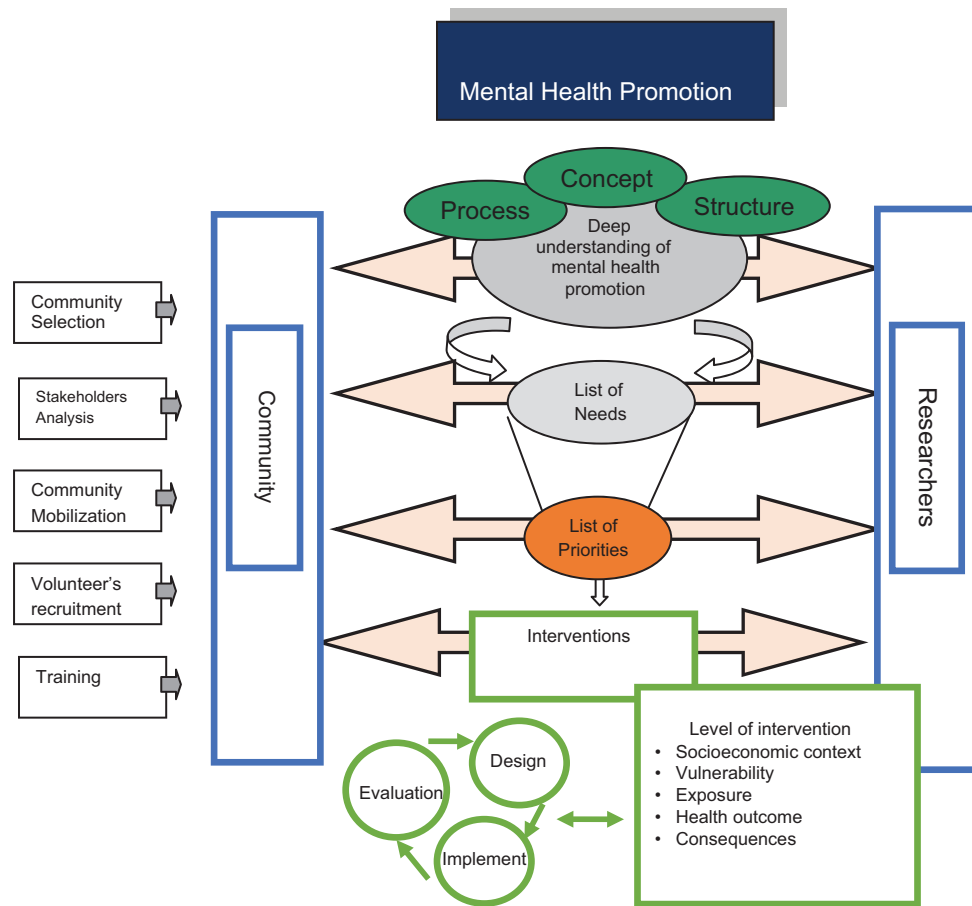 Mental Health Promotion
Concept
Process
Structure
Deep
understanding of
mental health
promotion
Community
Selection
Stakeholders
Analysis
Community
Mobilization
Volunteer’s
recruitment
Training
Community
Researchers
List of
Needs
List of
Priorities
Interventions
Level of intervention
• Socioeconomic context
• Vulnerability
• Exposure
• Health outcome
• Consequences
Design
Evaluation
Implement